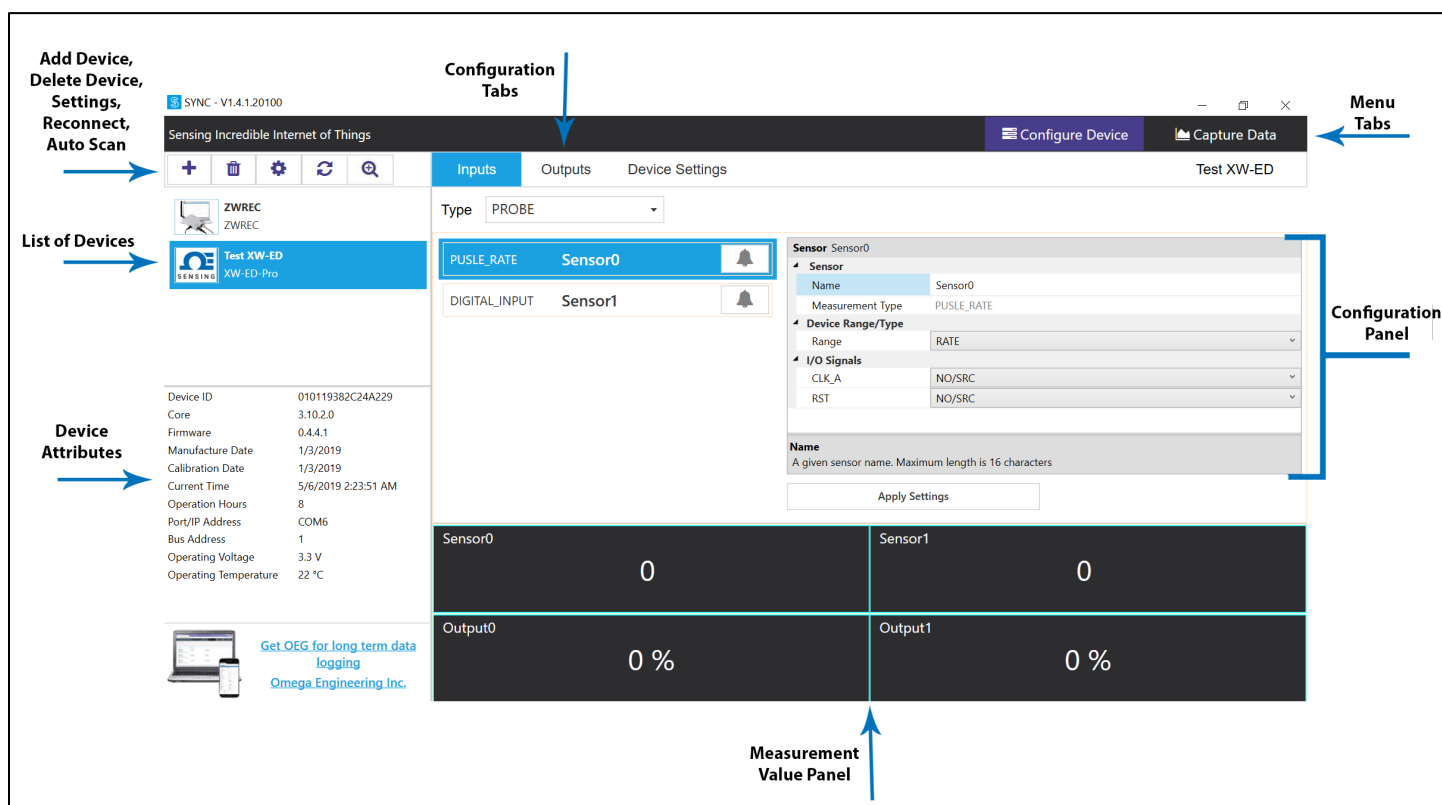 Add Device,
Delete Device,
Settings,
Reconnect,
Auto Scan
Configuration
Tabs
Menu
Tabs
List of Devices
Device
Attributes
Configuration
Panel
Measurement
Value Panel
SYNC - V1.4.1.20100
Sensing Incredible Internet of Things
Configure Device
Capture Data
Inputs
Outputs
Device Settings
Test XW-ED
ZWREC
ZWREC
SENSING
Test XW-ED
XW-ED-Pro
Type PROBE
PUSLE_RATE Sensor0
DIGITAL_INPUT Sensor1
Sensor Sensor0
Sensor
Name Sensor0
Measurement Type PUSLE_RATE
Device Range/Type
Range RATE
I/O Signals
CLK_A NO/SRC
RST NO/SRC
Name
A given sensor name. Maximum length is 16 characters
Apply Settings
Device ID 010119382C24A229
Core 3.10.2.0
Firmware 0.4.4.1
Manufacture Date 1/3/2019
Calibration Date 1/3/2019
Current Time 5/6/2019 2:23:51 AM
Operation Hours 8
Port/IP Address COM6
Bus Address 1
Operating Voltage 3.3 V
Operating Temperature 22 °C
Get OEG for long term data
logging
Omega Engineering Inc.
Sensor0
0
Sensor1
0
Output0
0 %
Output1
0 %